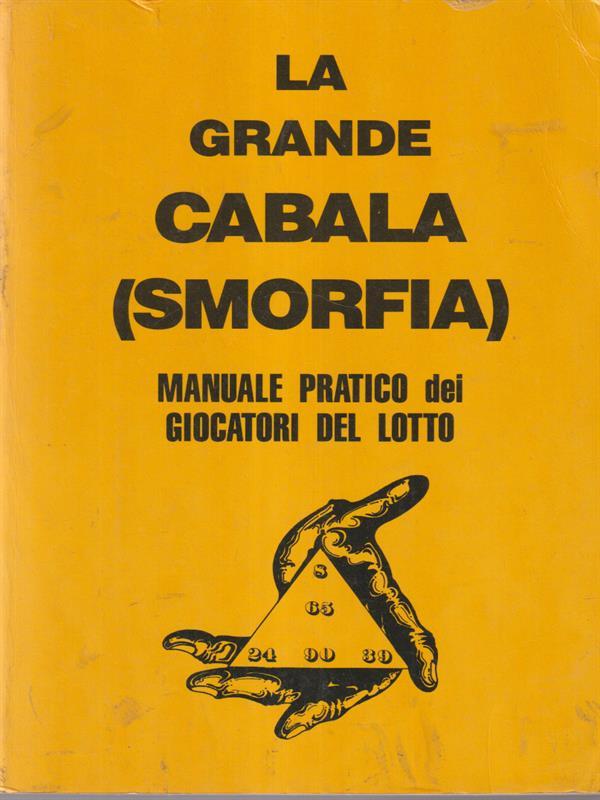 LA
GRANDE
CABALA
(SMORFIA)
MANUALE PRATICO dei
GIOCATORI DEL LOTTO
8
65
24 90 39